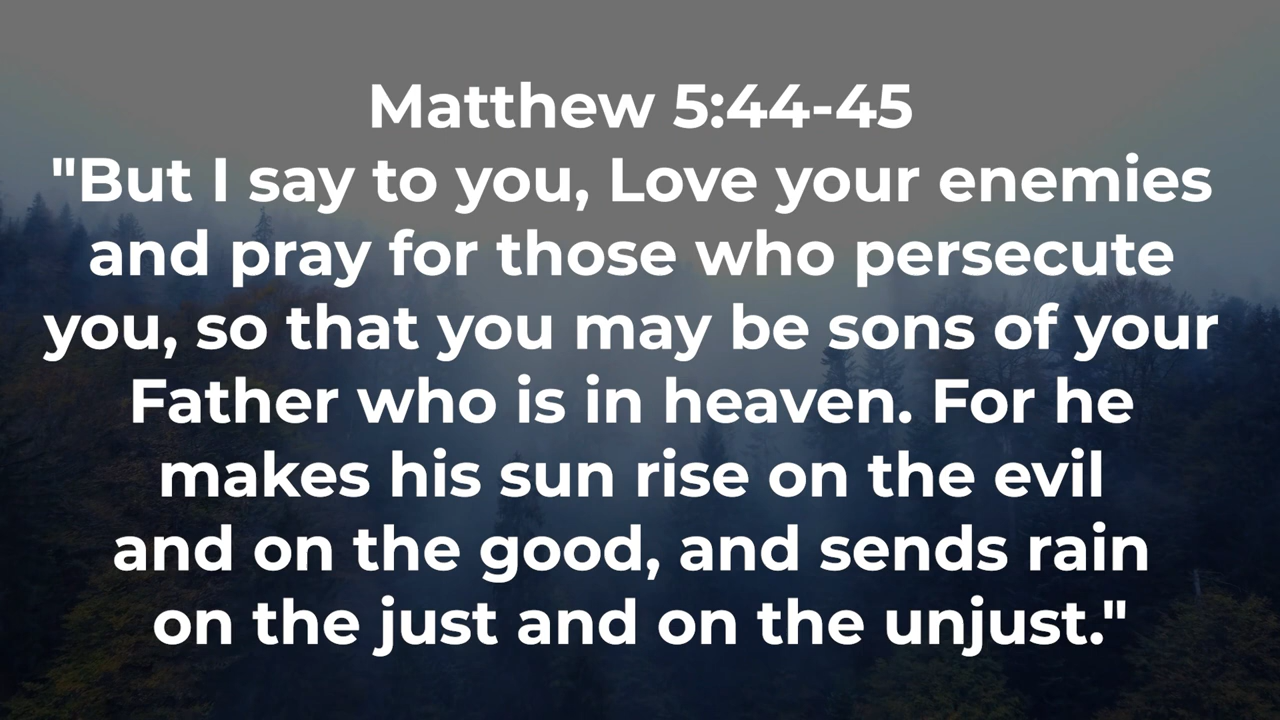 Matthew 5:44-45
"But I say to you, Love your enemies
and pray for those who persecute
you, so that you may be sons of your
Father who is in heaven. For he
makes his sun rise on the evil
and on the good, and sends rain
on the just and on the unjust."